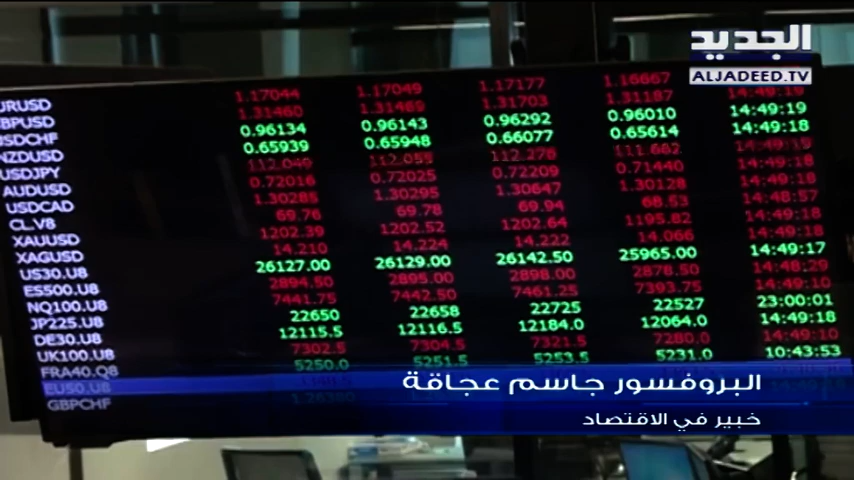 الجديد
ALJADEED.TV
URUSD 1.17044 1.17049 1.17177 1.16667
BPUSD 1.31460 1.31469 1.31703 1.31187 14:49:19
SDCHF 0.96134 0.96143 0.96292 0.96010 14:49:19
NZDUSD 0.65939 0.65948 0.66077 0.65614 14:49:18
USDJPY 112.049 112.055 112.278 111.662 14:49:19
AUDUSD 0.72016 0.72025 0.72209 0.71440 14:49:18
USDCAD 1.30285 1.30295 1.30647 1.30128 14:49:18
CL.V8 69.76 69.78 69.94 68.53 14:48:57
XAUUSD 1202.39 1202.52 1202.64 1195.82 14:49:18
XAGUSD 14.210 14.224 14.222 14.066 14:49:18
US30.U8 26127.00 26129.00 26142.50 25965.00 14:49:17
ES500.U8 2894.50 2895.00 2898.00 2878.50 14:48:29
NQ100.U8 7441.75 7442.50 7461.25 7393.75 14:49:10
JP225.U8 22650 22658 22725 22527 23:00:01
DE30.U8 12115.5 12116.5 12184.0 12064.0 14:49:18
UK100.U8 7302.5 7304.5 7321.5 7280.0 14:49:10
FRA40.Q8 5250.0 5251.5 5253.5 5231.0 10:43:53
EU50.U8
GBPCHF
البروفسور جاسم عجاقة
خبير في الاقتصاد